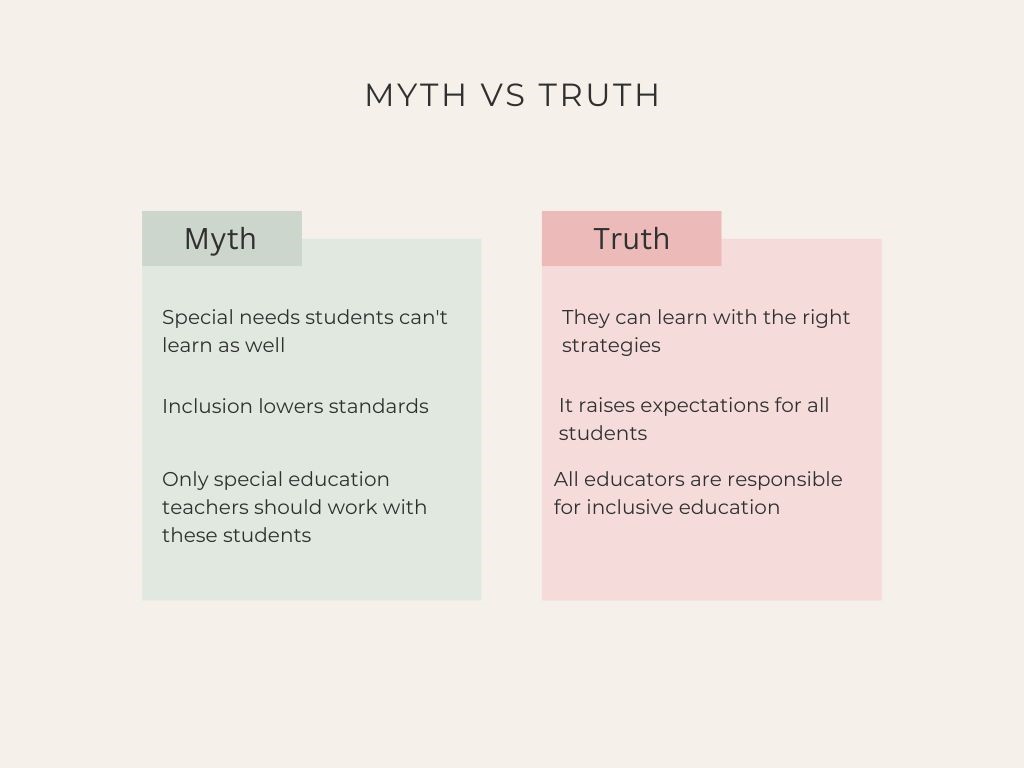 MYTH VS TRUTH
Myth
Special needs students can't
learn as well
Inclusion lowers standards
Only special education
teachers should work with
these students
Truth
They can learn with the right
strategies
It raises expectations for all
students
All educators are responsible
for inclusive education